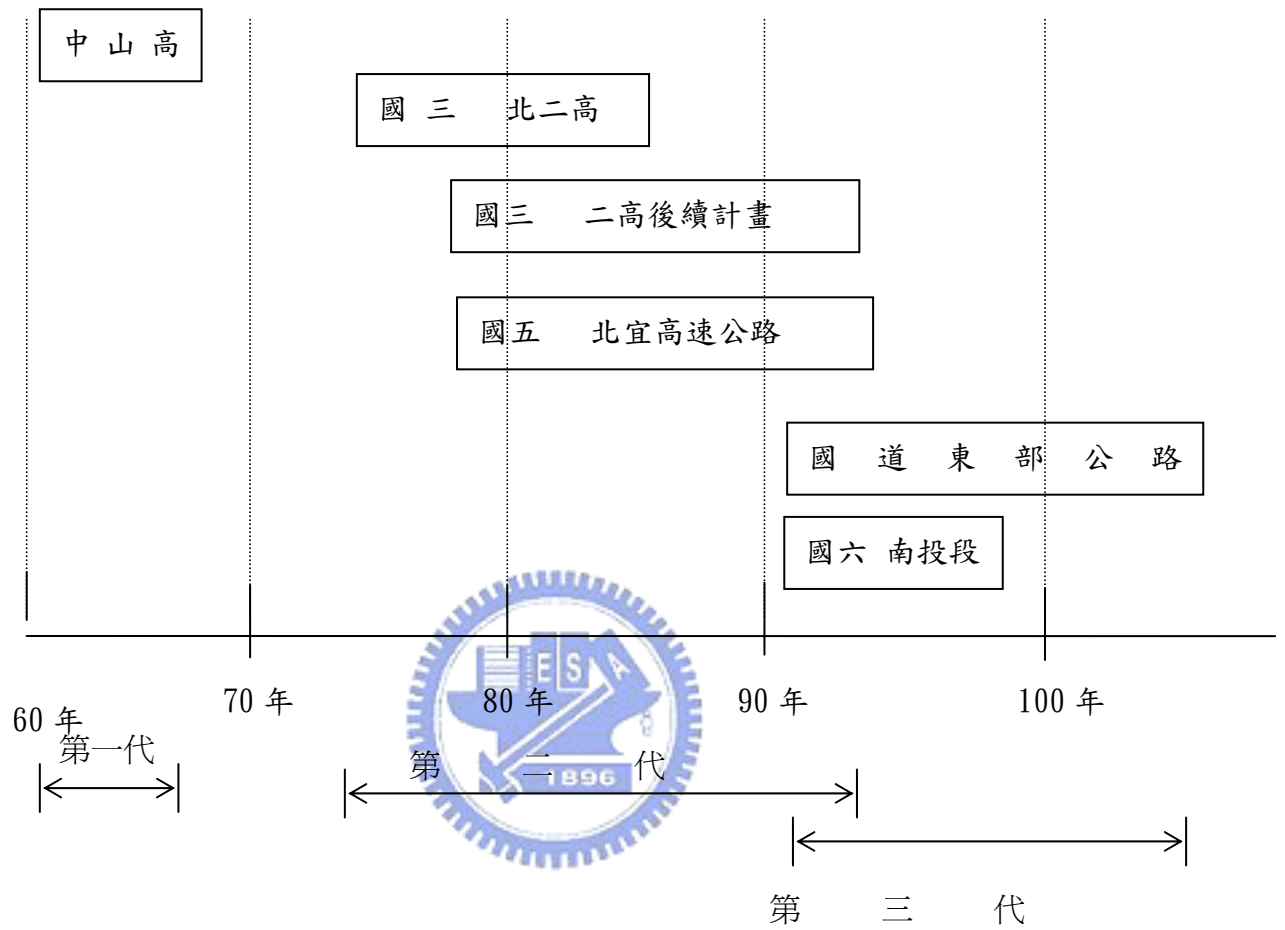 中 山 高
國 三 北二高
國三 二高後續計畫
國五 北宜高速公路
國 道 東 部 公 路
國六 南投段
60 年
70 年
80 年
90 年
100 年
第一代
第 二 代
第 三 代
E S A
1896